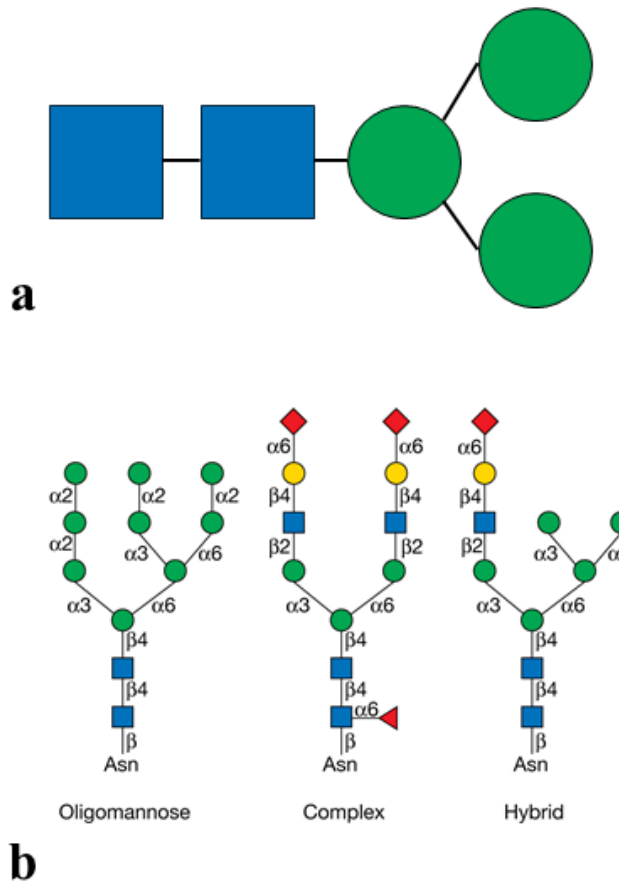 a
α6 α6 α6
β4 β4 β4
α2 α2 α2
α2 α3 α6 β2 β2 β2 α3
α3 α6 α3 α6 α3 α6
β4 β4 β4
β4 β4 β4
α6
β β β
Asn Asn Asn
Oligomannose Complex Hybrid
b